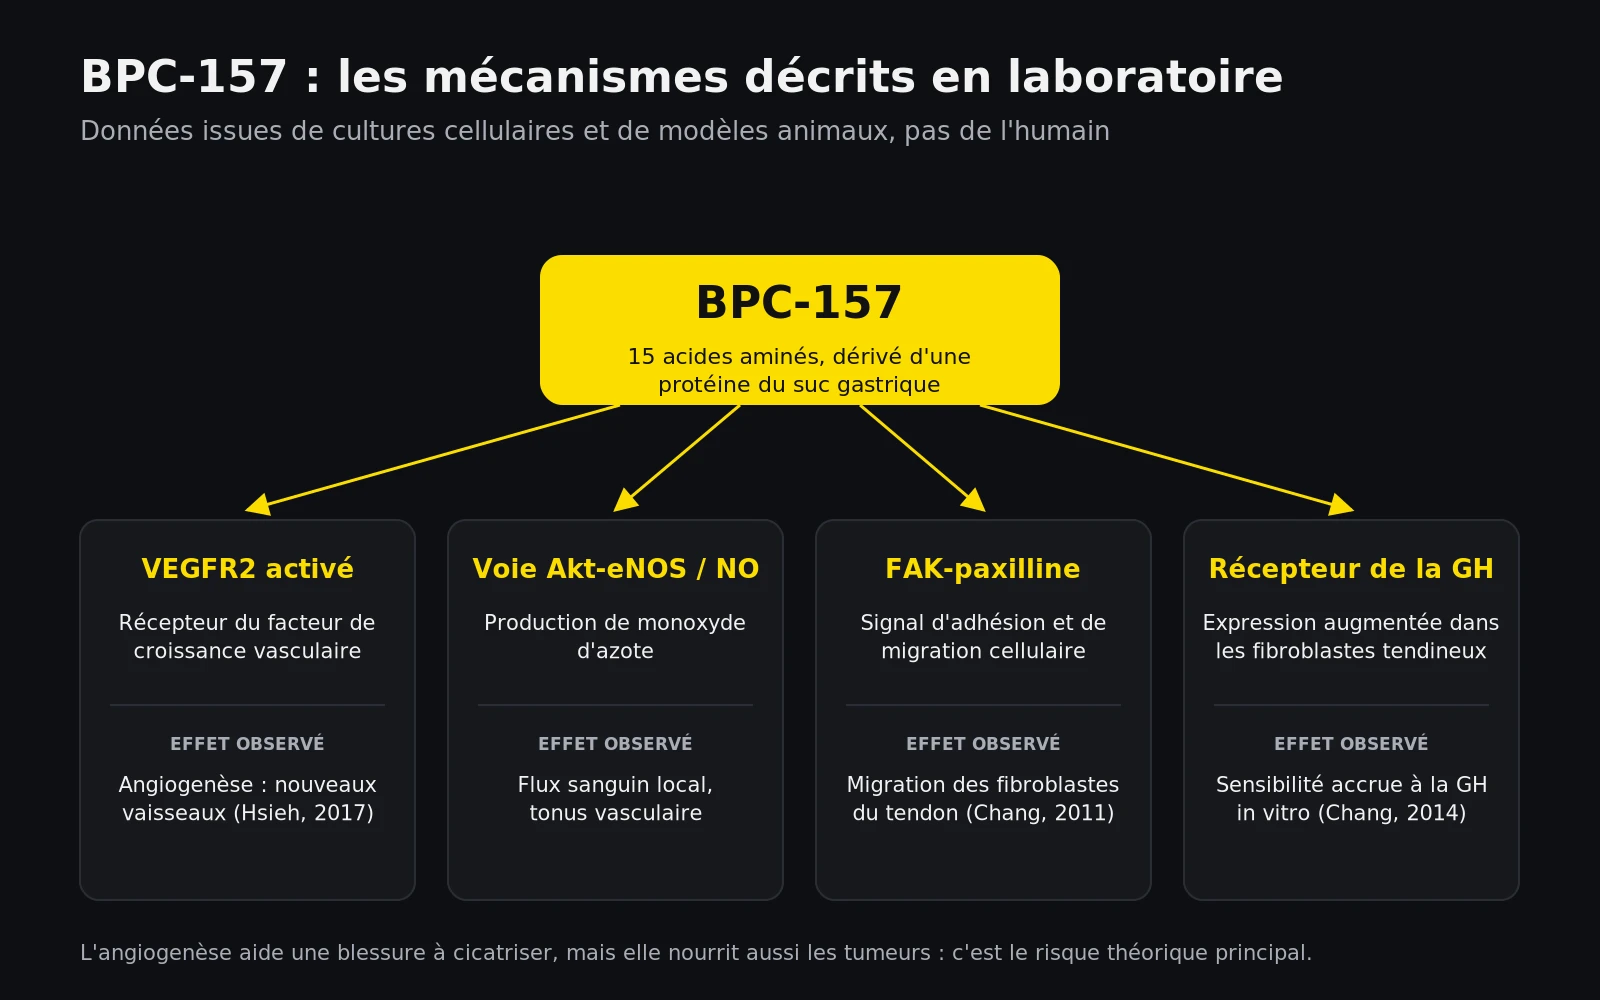 BPC-157 : les mécanismes décrits en laboratoire
Données issues de cultures cellulaires et de modèles animaux, pas de l'humain
BPC-157
15 acides aminés, dérivé d'une
protéine du suc gastrique
VEGFR2 activé
Récepteur du facteur de
croissance vasculaire
EFFET OBSERVÉ
Angiogenèse : nouveaux
vaisseaux (Hsieh, 2017)
Voie Akt-eNOS / NO
Production de monoxyde
d'azote
EFFET OBSERVÉ
Flux sanguin local,
tonus vasculaire
FAK-paxilline
Signal d'adhésion et de
migration cellulaire
EFFET OBSERVÉ
Migration des fibroblastes
du tendon (Chang, 2011)
Récepteur de la GH
Expression augmentée dans
les fibroblastes tendineux
EFFET OBSERVÉ
Sensibilité accrue à la GH
in vitro (Chang, 2014)
L'angiogenèse aide une blessure à cicatriser, mais elle nourrit aussi les tumeurs : c'est le risque théorique principal.